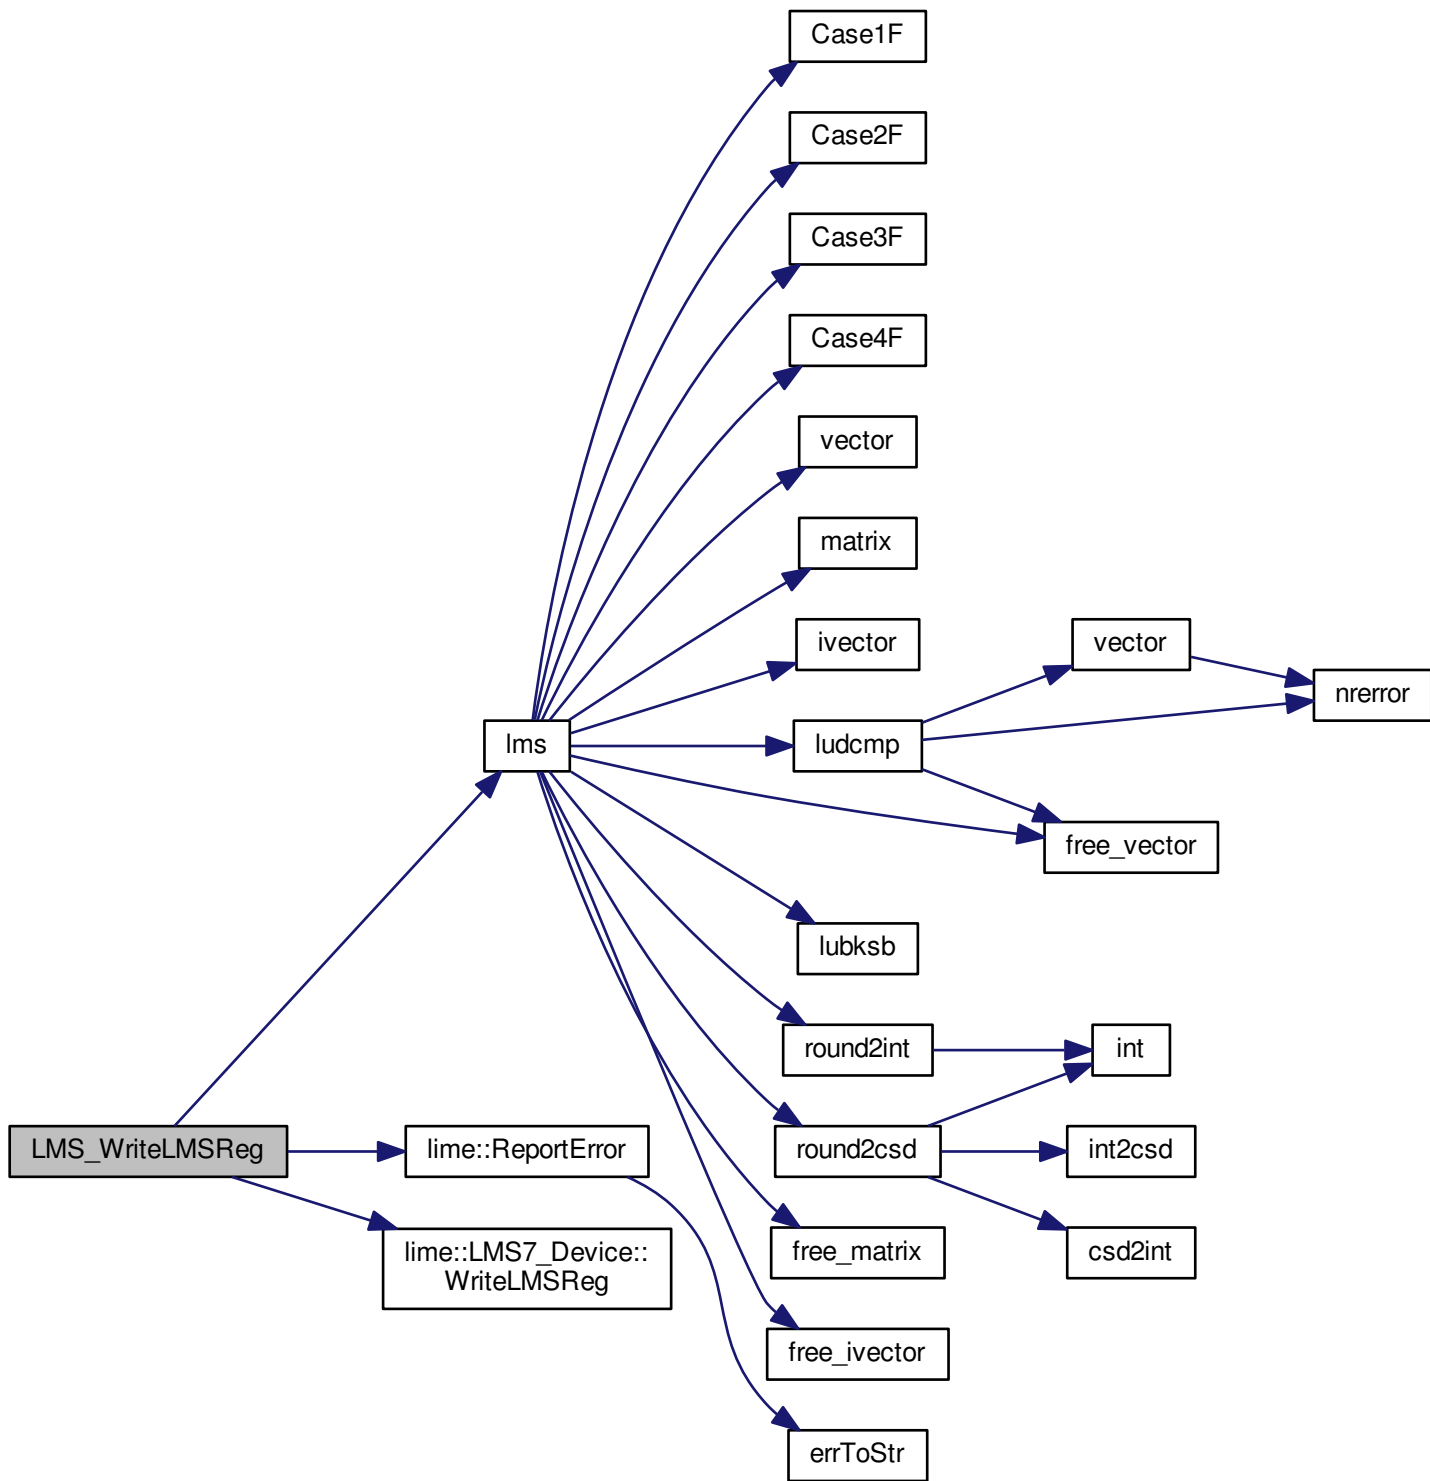 Case1F
Case2F
Case3F
Case4F
vector
matrix
ivector
vector
nrerror
lms
ludcmp
free_vector
lubksb
round2int
int
LMS_WriteLMSReg
lime::ReportError
round2csd
int2csd
lime::LMS7_Device::
WriteLMSReg
free_matrix
csd2int
free_ivector
errToStr